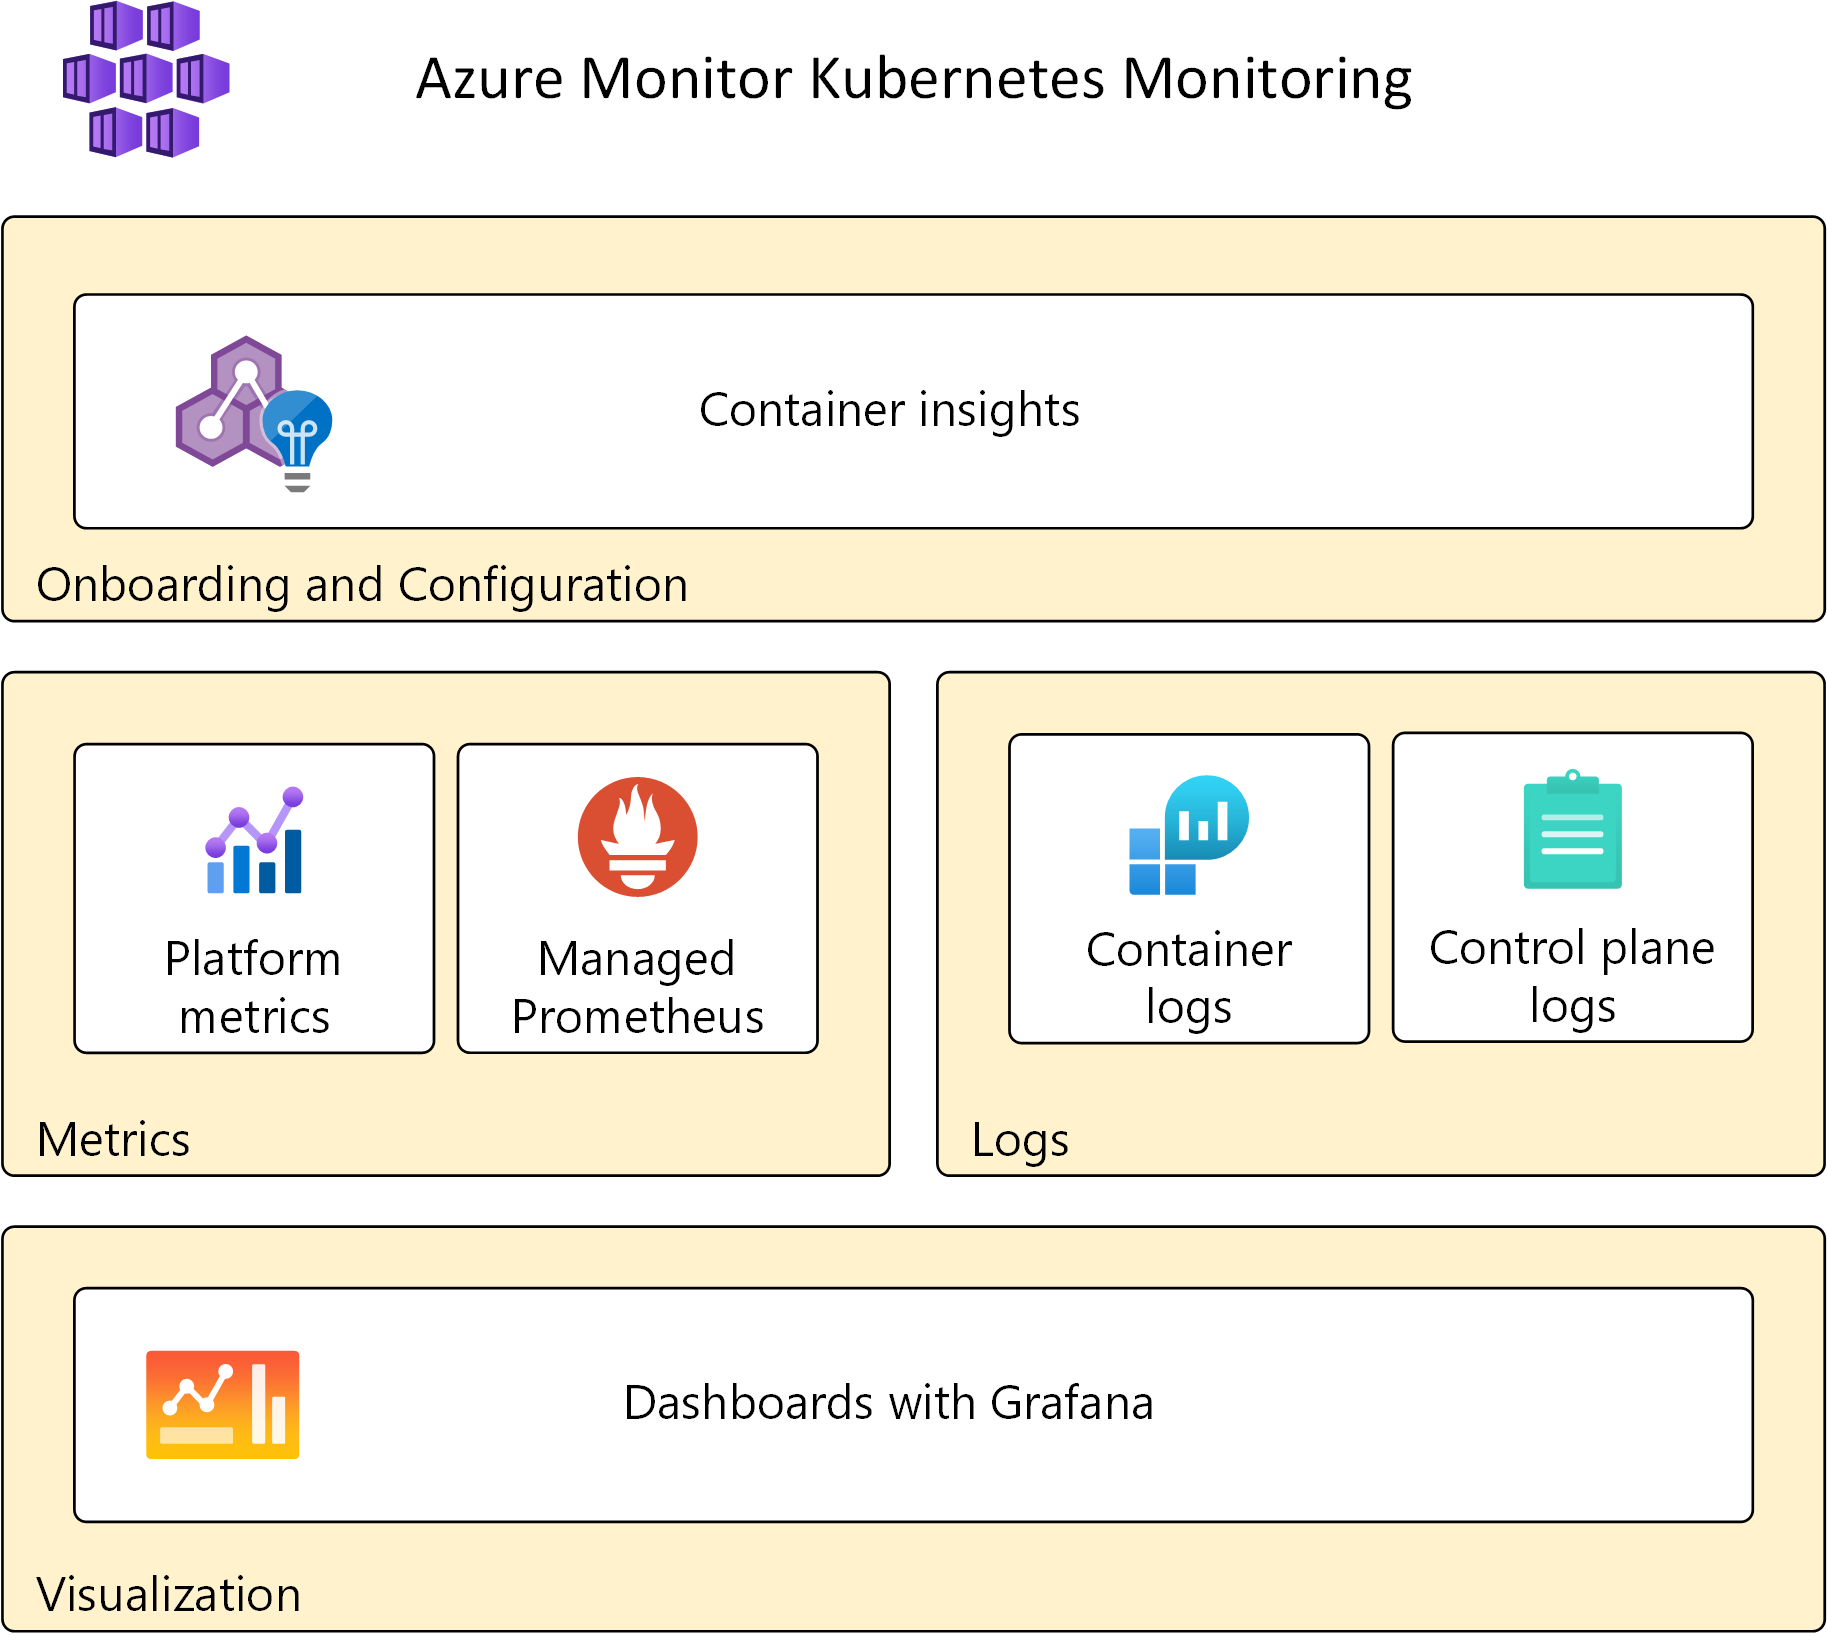 Azure Monitor Kubernetes Monitoring
Container insights
Onboarding and Configuration
Platform
metrics
Managed
Prometheus
Metrics
Container
logs
Control plane
logs
Logs
Dashboards with Grafana
Visualization